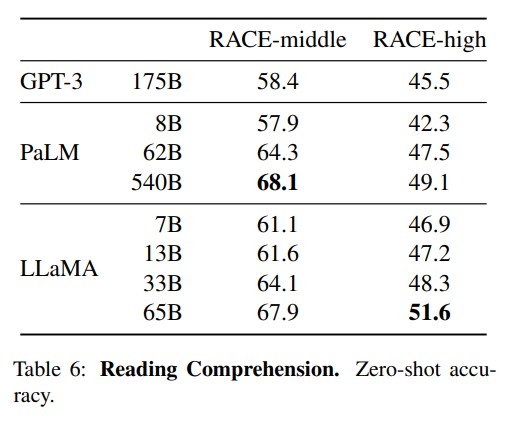 RACE-middle RACE-high
GPT-3 175B 58.4 45.5
8B 57.9 42.3
PaLM 62B 64.3 47.5
540B 68.1 49.1
7B 61.1 46.9
13B 61.6 47.2
LLaMA
33B 64.1 48.3
65B 67.9 51.6
Table 6: Reading Comprehension. Zero-shot accu-
racy.